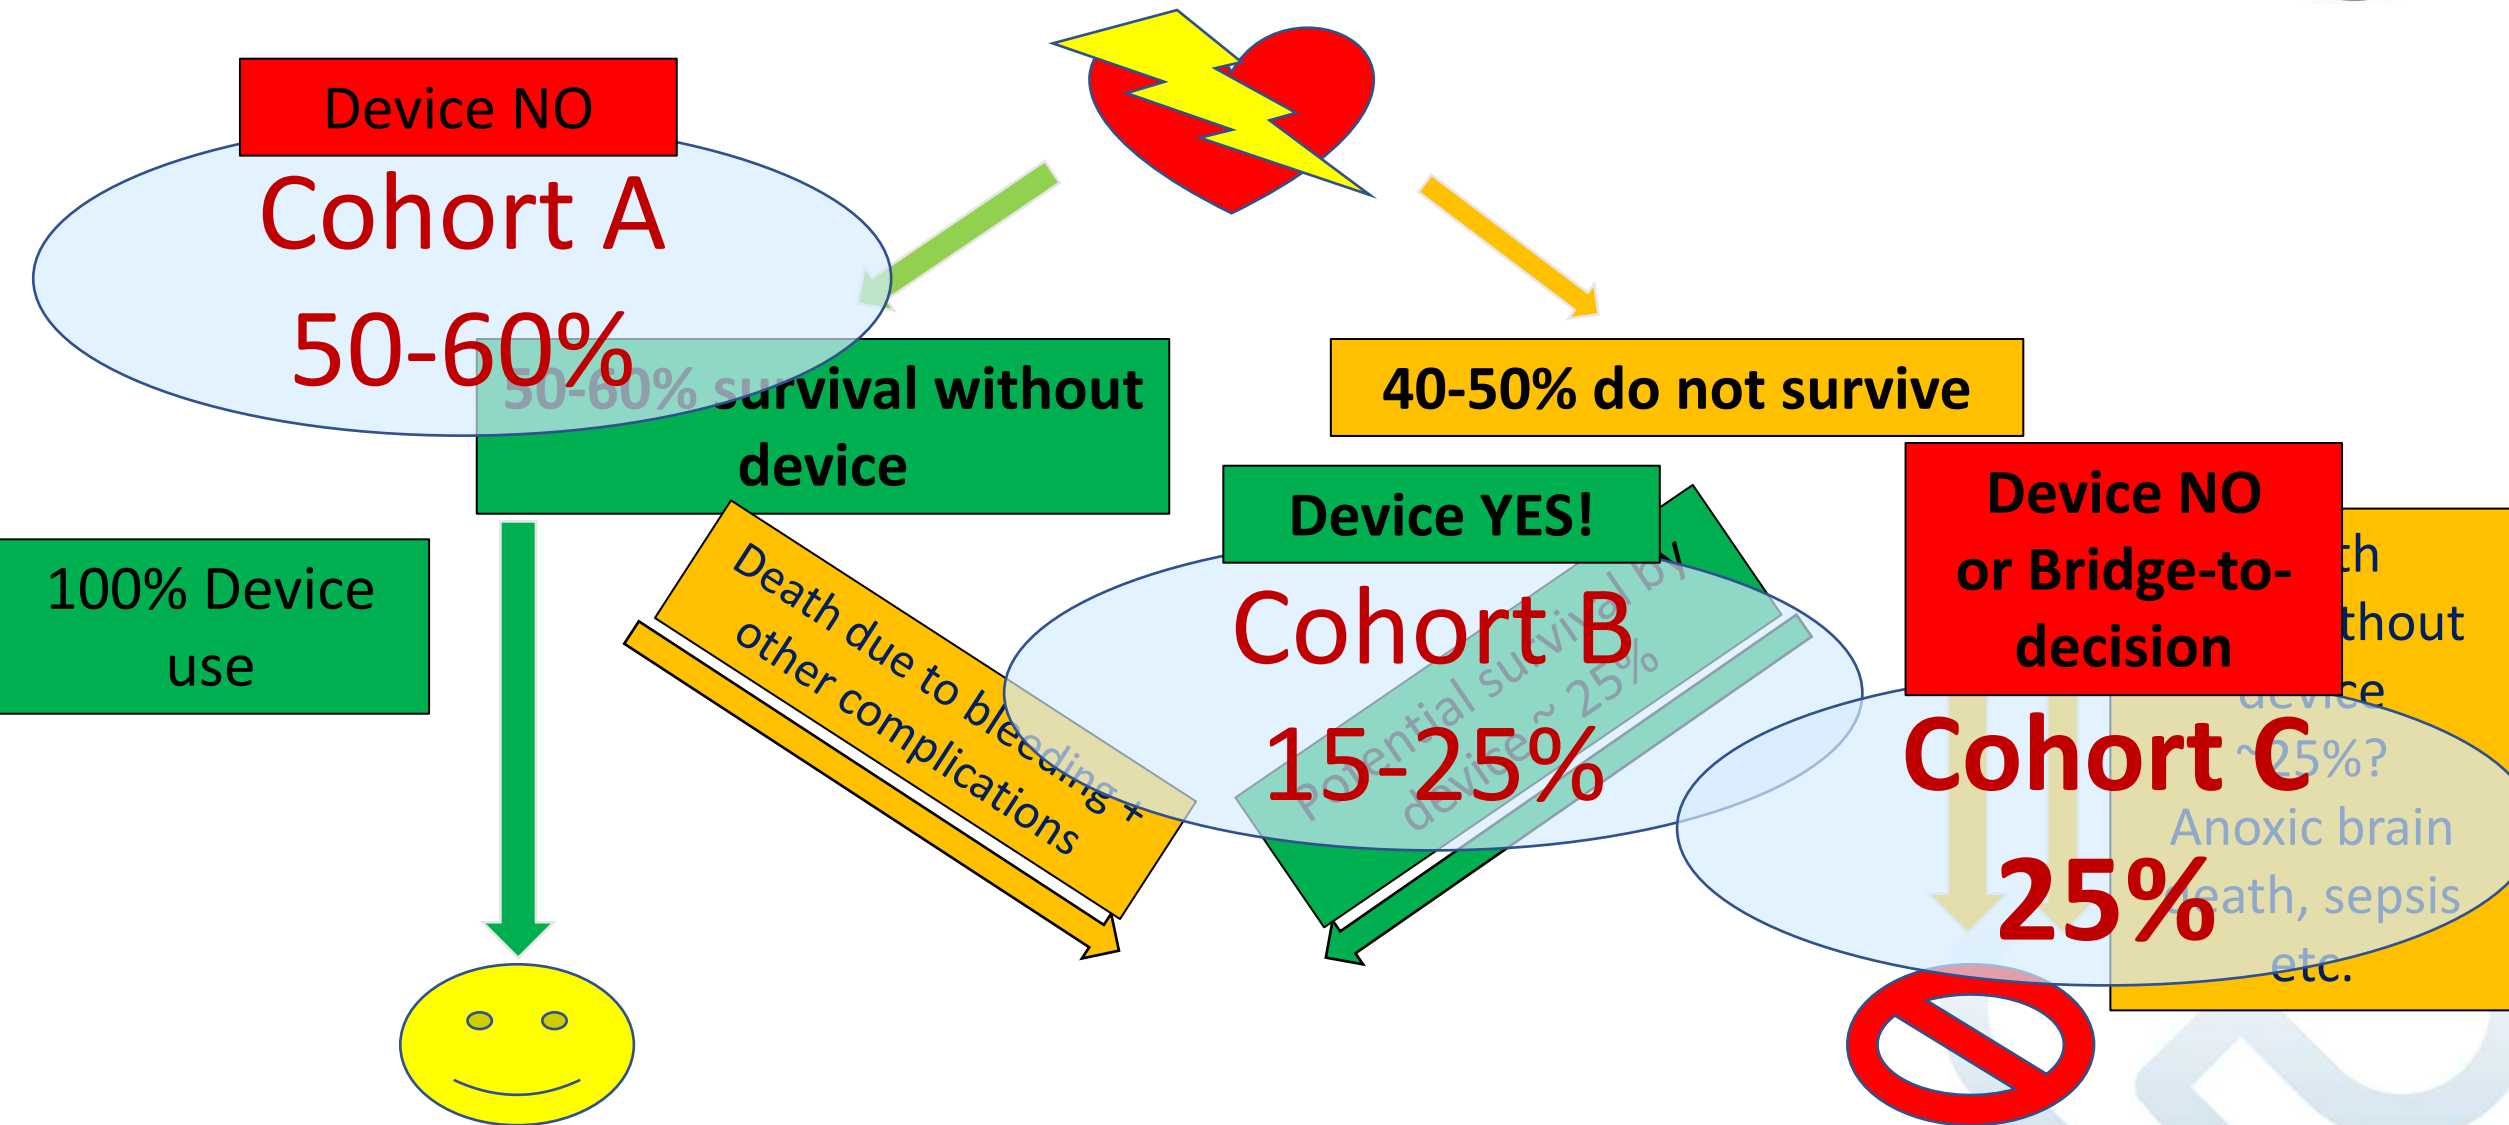 Device NO
Cohort A
50-60%
50-60% survival without
device
40-50% do not survive
100% Device
use
Death due to bleeding +
other complications
Device YES!
Cohort B
15-25%
Potential survival by
device~ 25%
Device NO
or Bridge-to-
decision
Cohort C
25%
device
~25%?
Anoxic brain
death, sepsis
etc.